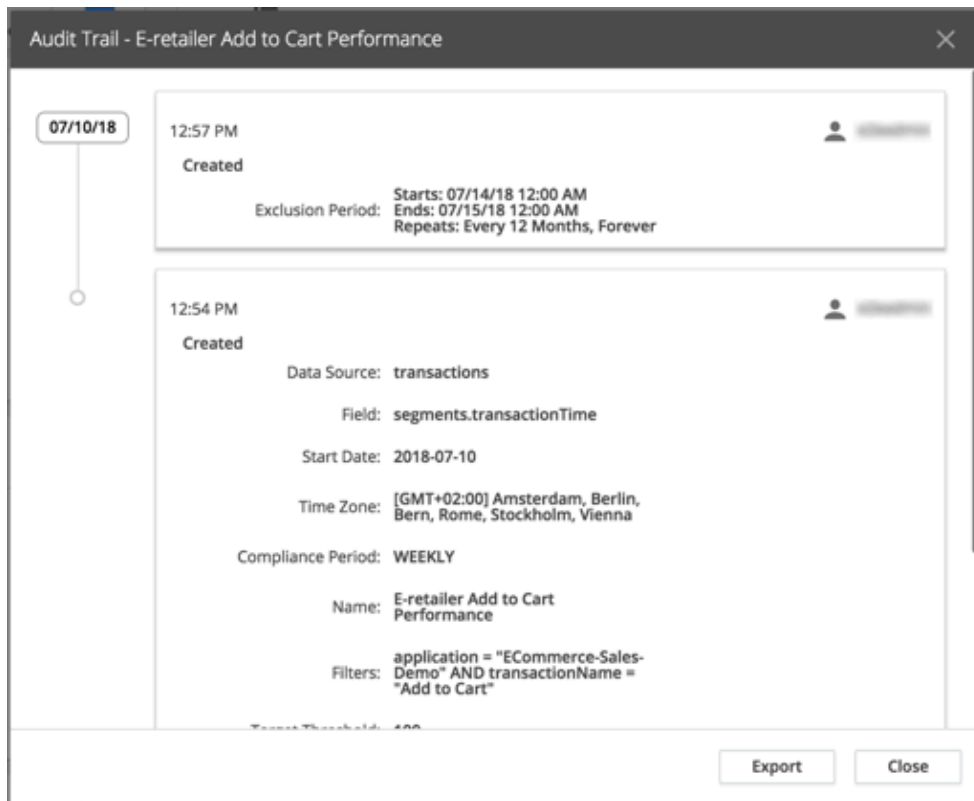 Audit Trail - E-retailer Add to Cart Performance
07/10/18
12:57 PM
Created
Exclusion Period:
Starts: 07/14/18 12:00 AM
Ends: 07/15/18 12:00 AM
Repeats: Every 12 Months, Forever
12:54 PM
Created
Data Source: transactions
Field: segments.transactionTime
Start Date: 2018-07-10
Time Zone:
[GMT+02:00] Amsterdam, Berlin,
Bern, Rome, Stockholm, Vienna
Compliance Period: WEEKLY
Name:
E-retailer Add to Cart
Performance
Filters:
application = "ECommerce-Sales-
Demo" AND transactionName =
"Add to Cart"
Target Threshold: 100
Export
Close